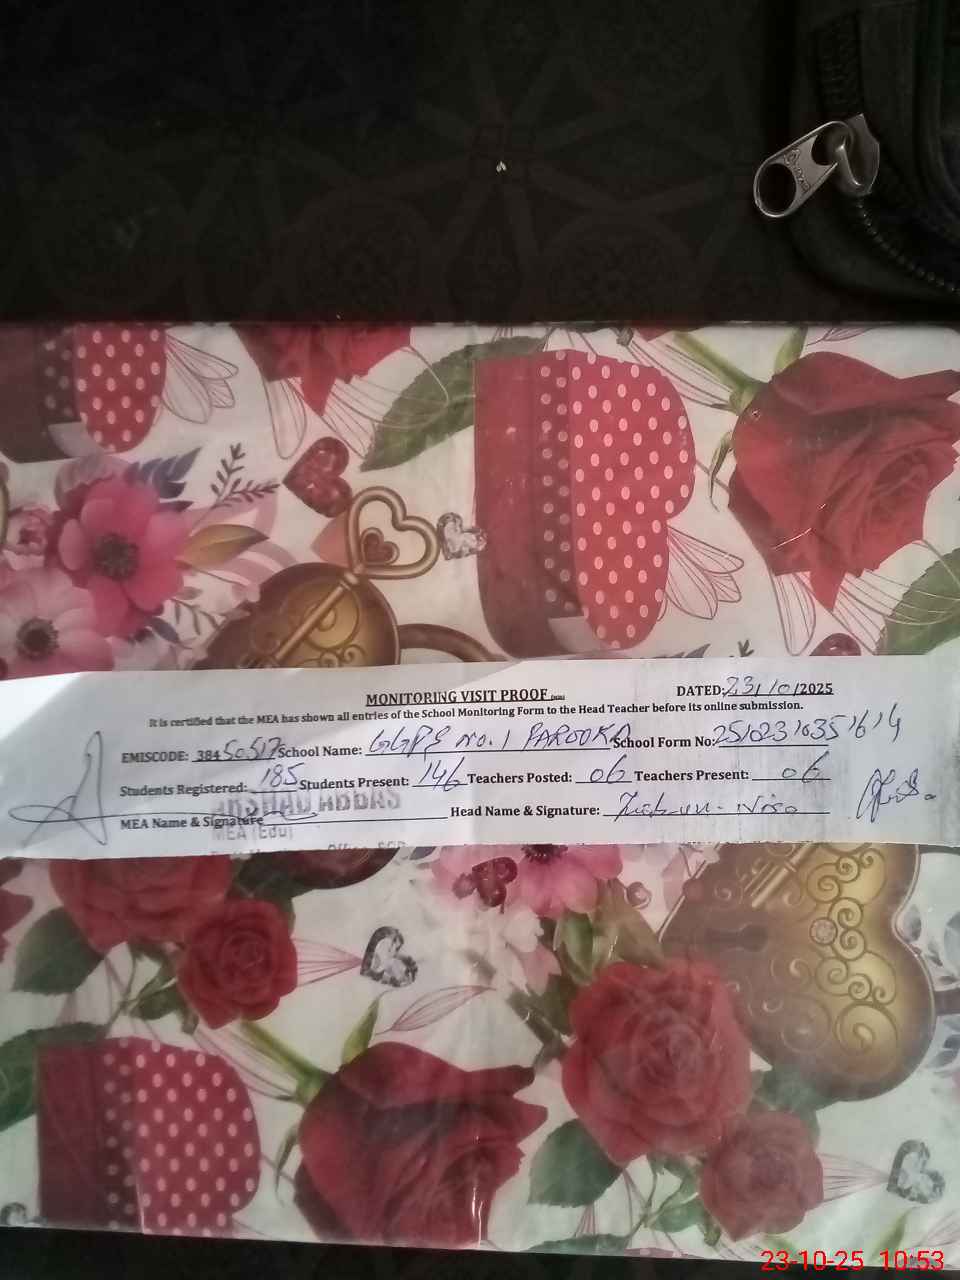 MONITORING VISIT PROOF
DATED: 23/10/2025
It is certified that the MEA has shown all entries of the School Monitoring Form to the Head Teacher before its online submission.
EMISCODE: 38450517 School Name: GGPS No. 1 FAROOKA School Form No: 25102310351614
Students Registered: 185 Students Present: 146 Teachers Posted: 06 Teachers Present: 06
ABBAS
MEA Name & Signature Head Name & Signature:
MEA (Edu)
23-10-25 10:53